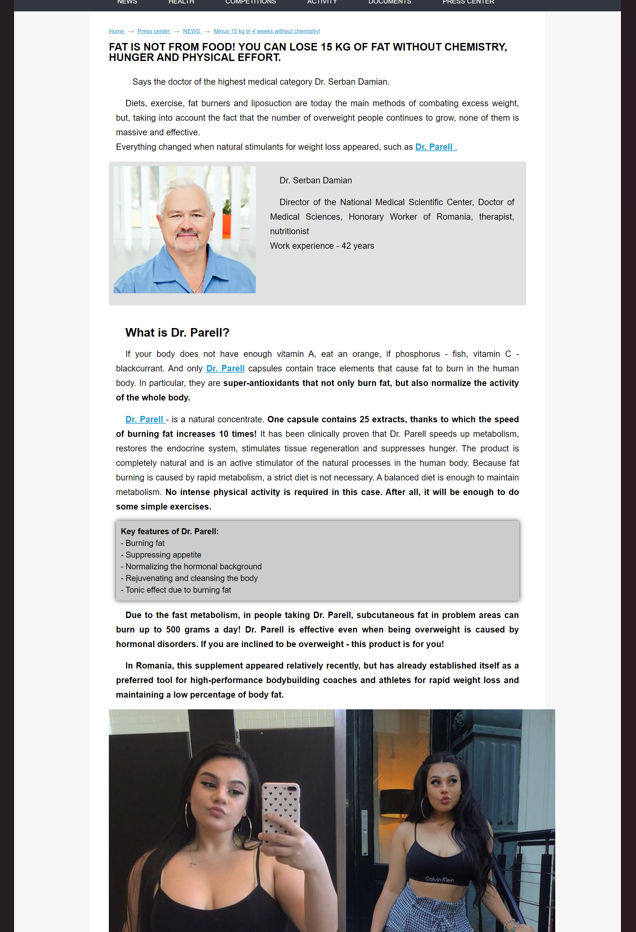 NEWS HEALTH COMPETITIONS ACTIVITY DOCUMENTS PRESS CENTER
Home → Press center → NEWS → Minus 15 kg in 4 weeks without chemistry!
FAT IS NOT FROM FOOD! YOU CAN LOSE 15 KG OF FAT WITHOUT CHEMISTRY,
HUNGER AND PHYSICAL EFFORT.
Says the doctor of the highest medical category Dr. Serban Damian.
Diets, exercise, fat burners and liposuction are today the main methods of combating excess weight,
but, taking into account the fact that the number of overweight people continues to grow, none of them is
massive and effective.
Everything changed when natural stimulants for weight loss appeared, such as Dr. Parell .
Dr. Serban Damian
Director of the National Medical Scientific Center, Doctor of
Medical Sciences, Honorary Worker of Romania, therapist,
nutritionist
Work experience - 42 years
What is Dr. Parell?
If your body does not have enough vitamin A, eat an orange, if phosphorus - fish, vitamin C -
blackcurrant. And only Dr. Parell capsules contain trace elements that cause fat to burn in the human
body. In particular, they are super-antioxidants that not only burn fat, but also normalize the activity
of the whole body.
Dr. Parell - is a natural concentrate. One capsule contains 25 extracts, thanks to which the speed
of burning fat increases 10 times! It has been clinically proven that Dr. Parell speeds up metabolism,
restores the endocrine system, stimulates tissue regeneration and suppresses hunger. The product is
completely natural and is an active stimulator of the natural processes in the human body. Because fat
burning is caused by rapid metabolism, a strict diet is not necessary. A balanced diet is enough to maintain
metabolism. No intense physical activity is required in this case. After all, it will be enough to do
some simple exercises.
Key features of Dr. Parell:
- Burning fat
- Suppressing appetite
- Normalizing the hormonal background
- Rejuvenating and cleansing the body
- Tonic effect due to burning fat
Due to the fast metabolism, in people taking Dr. Parell, subcutaneous fat in problem areas can
burn up to 500 grams a day! Dr. Parell is effective even when being overweight is caused by
hormonal disorders. If you are inclined to be overweight - this product is for you!
In Romania, this supplement appeared relatively recently, but has already established itself as a
preferred tool for high-performance bodybuilding coaches and athletes for rapid weight loss and
maintaining a low percentage of body fat.
Calvin Klein